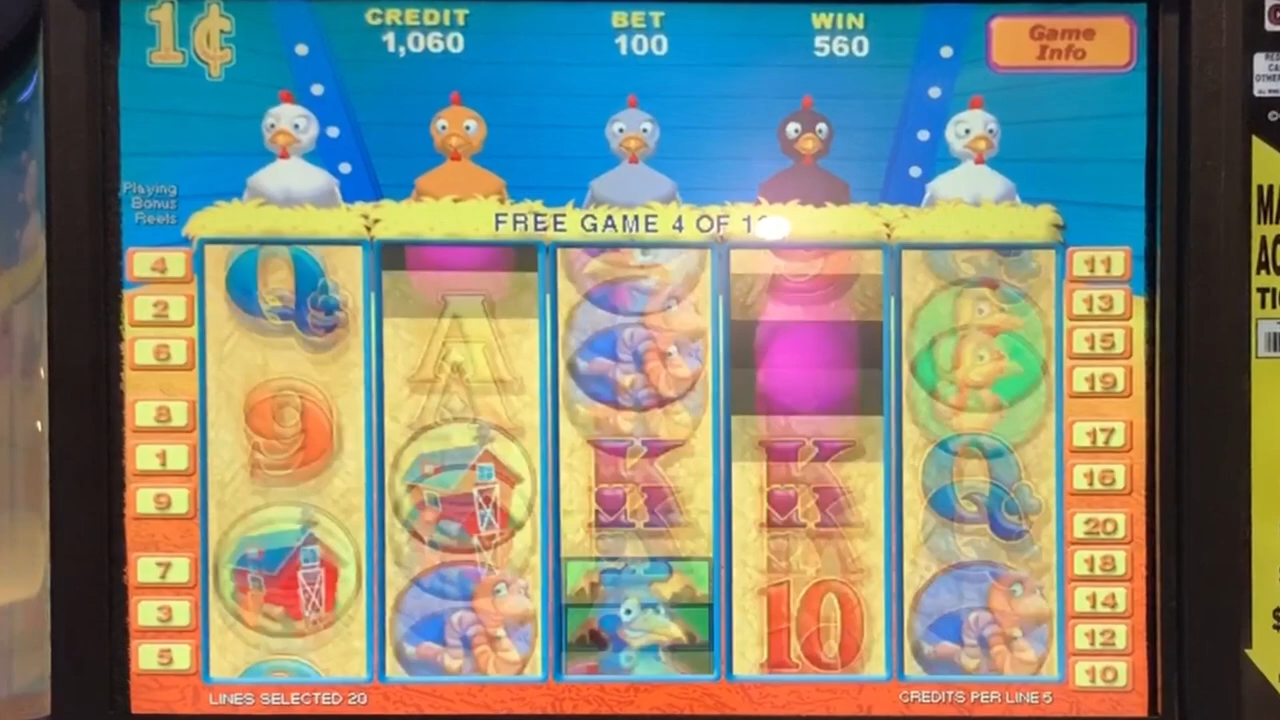 1¢
CREDIT
1,060
BET
100
WIN
560
Game
Info
Playing
Bonus
Reels
FREE GAME 4 OF
4
2
6
8
1
9
7
3
5
Q
9
A
K
K
10
Q
11
13
15
19
17
16
20
18
14
12
10
LINES SELECTED 20
CREDITS PER LINE 5